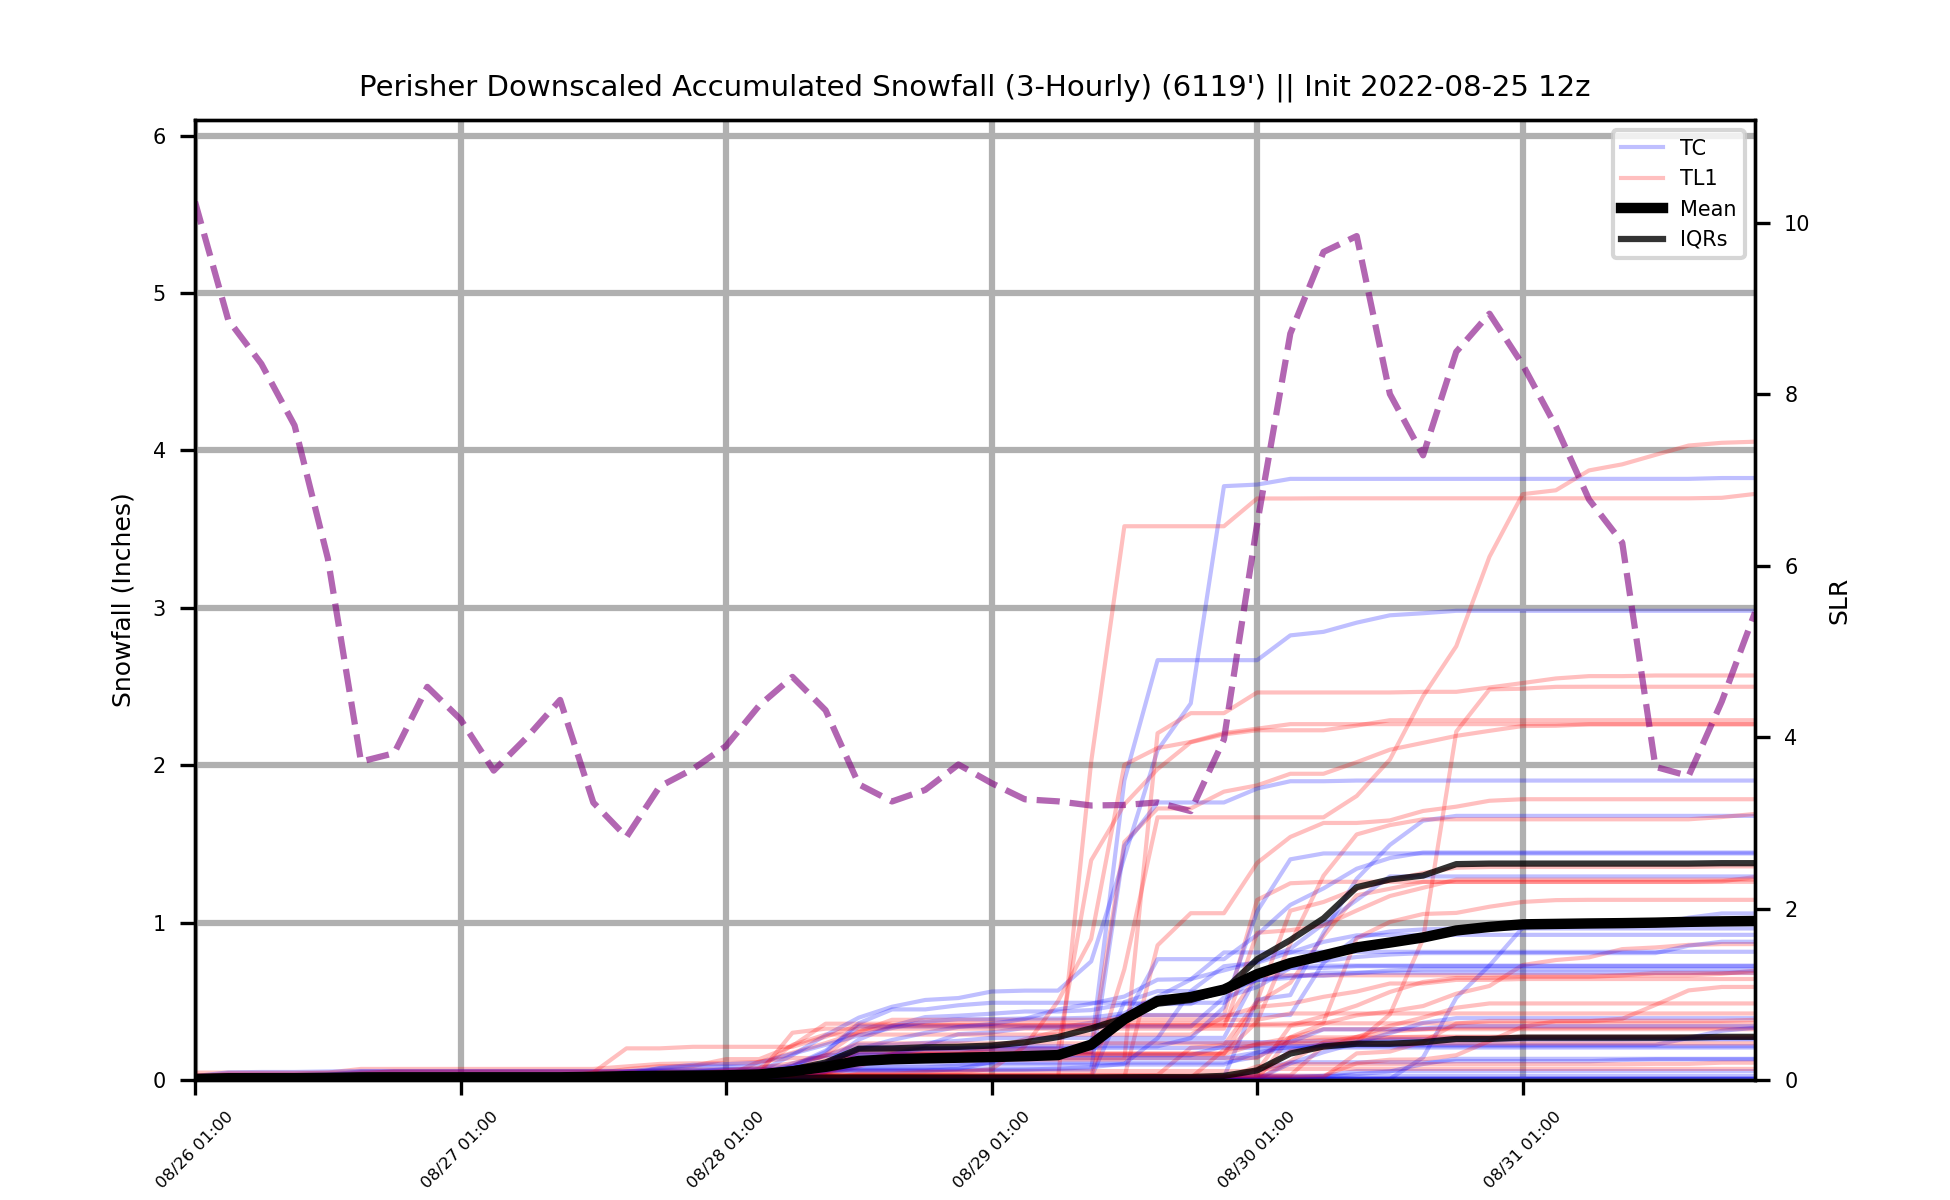 Perisher Downscaled Accumulated Snowfall (3-Hourly) (6119') || Init 2022-08-25 12z
TC
TL1
Mean
IQRs
Snowfall (Inches)
6
5
4
3
2
1
0
SLR
10
8
6
4
2
0
08/26 01:00
08/27 01:00
08/28 01:00
08/29 01:00
08/30 01:00
08/31 01:00